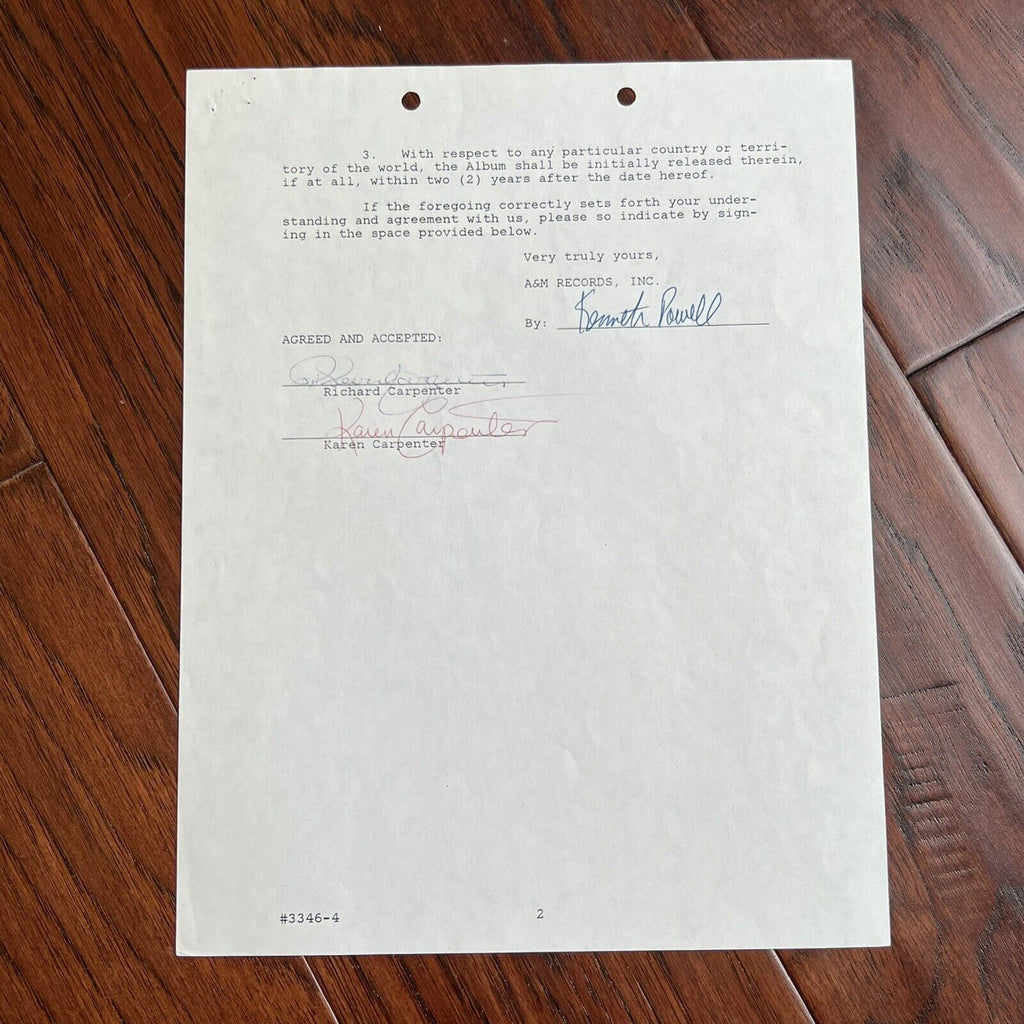 3. With respect to any particular country or terri-
tory of the world, the Album shall be initially released therein,
if at all, within two (2) years after the date hereof.
If the foregoing correctly sets forth your under-
standing and agreement with us, please so indicate by sign-
ing in the space provided below.
Very truly yours,
A&M RECORDS, INC.
By: Kenneth Powell
AGREED AND ACCEPTED:
Richard Carpenter
Karen Carpenter
Karen Carpenter
#3346-4
2